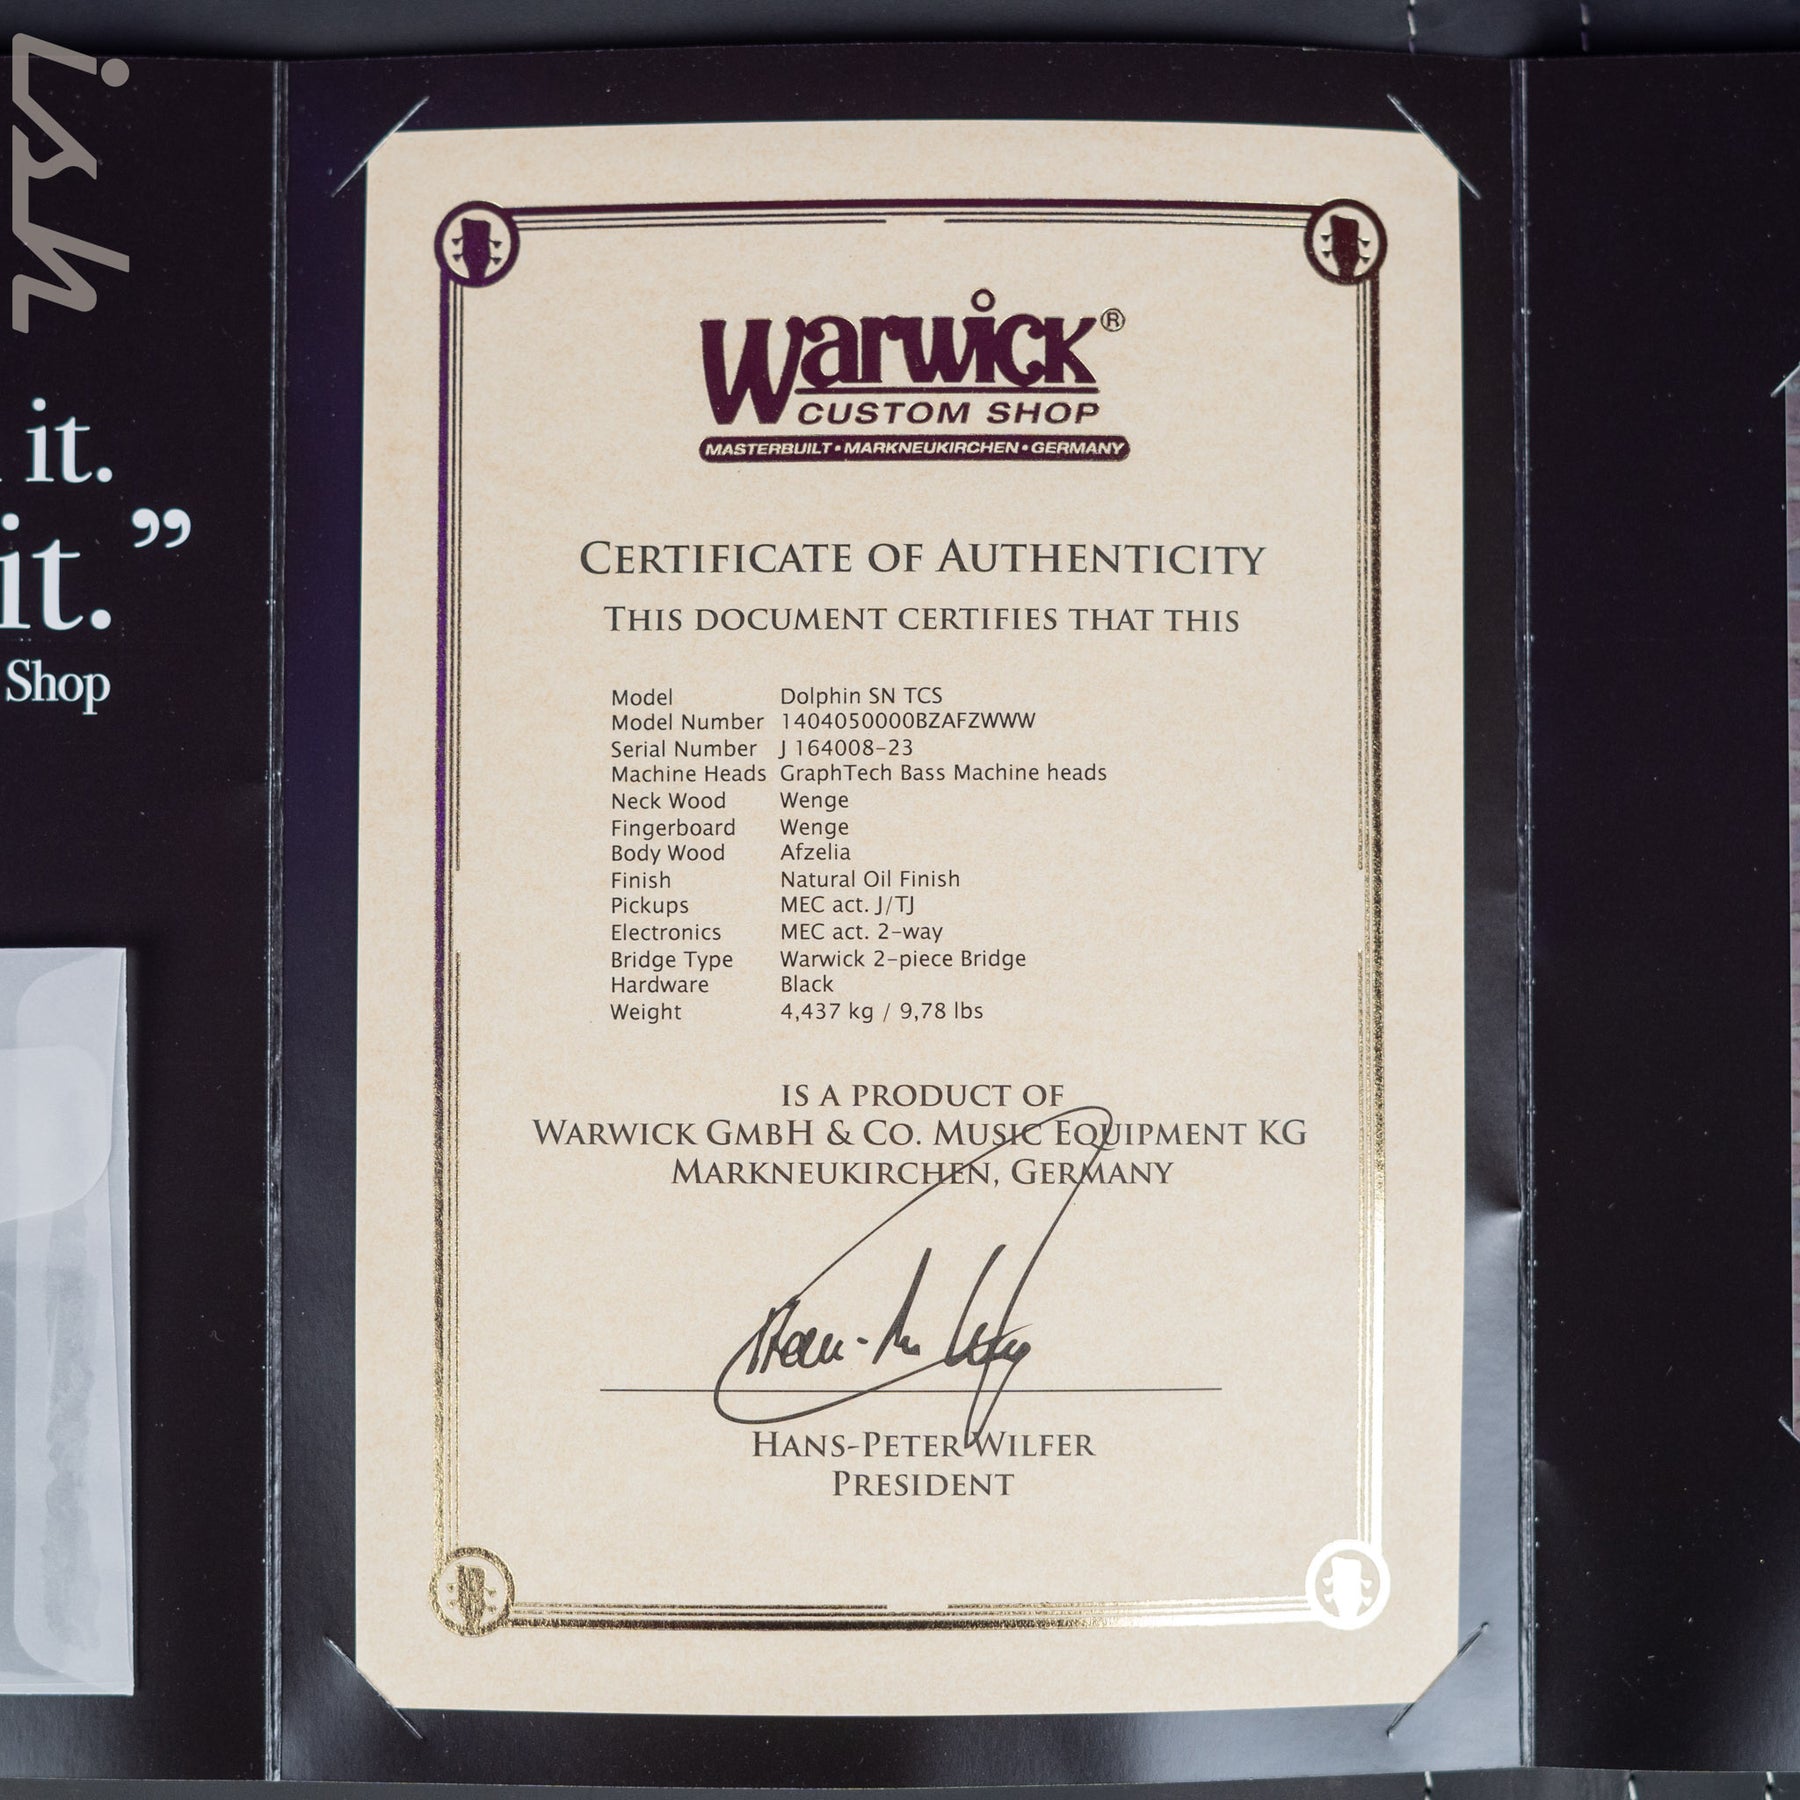 ish
it.
it.”
Shop
Warwick®
CUSTOM SHOP
MASTERBUILT • MARKNEUKIRCHEN • GERMANY
CERTIFICATE OF AUTHENTICITY
THIS DOCUMENT CERTIFIES THAT THIS
Model Dolphin SN TCS
Model Number 1404050000BZAFZWWW
Serial Number J 164008-23
Machine Heads GraphTech Bass Machine heads
Neck Wood Wenge
Fingerboard Wenge
Body Wood Afzelia
Finish Natural Oil Finish
Pickups MEC act. J/TJ
Electronics MEC act. 2-way
Bridge Type Warwick 2-piece Bridge
Hardware Black
Weight 4,437 kg / 9,78 lbs
IS A PRODUCT OF
WARWICK GMBH & CO. MUSIC EQUIPMENT KG
MARKNEUKIRCHEN, GERMANY
HANS-PETER WILFER
PRESIDENT